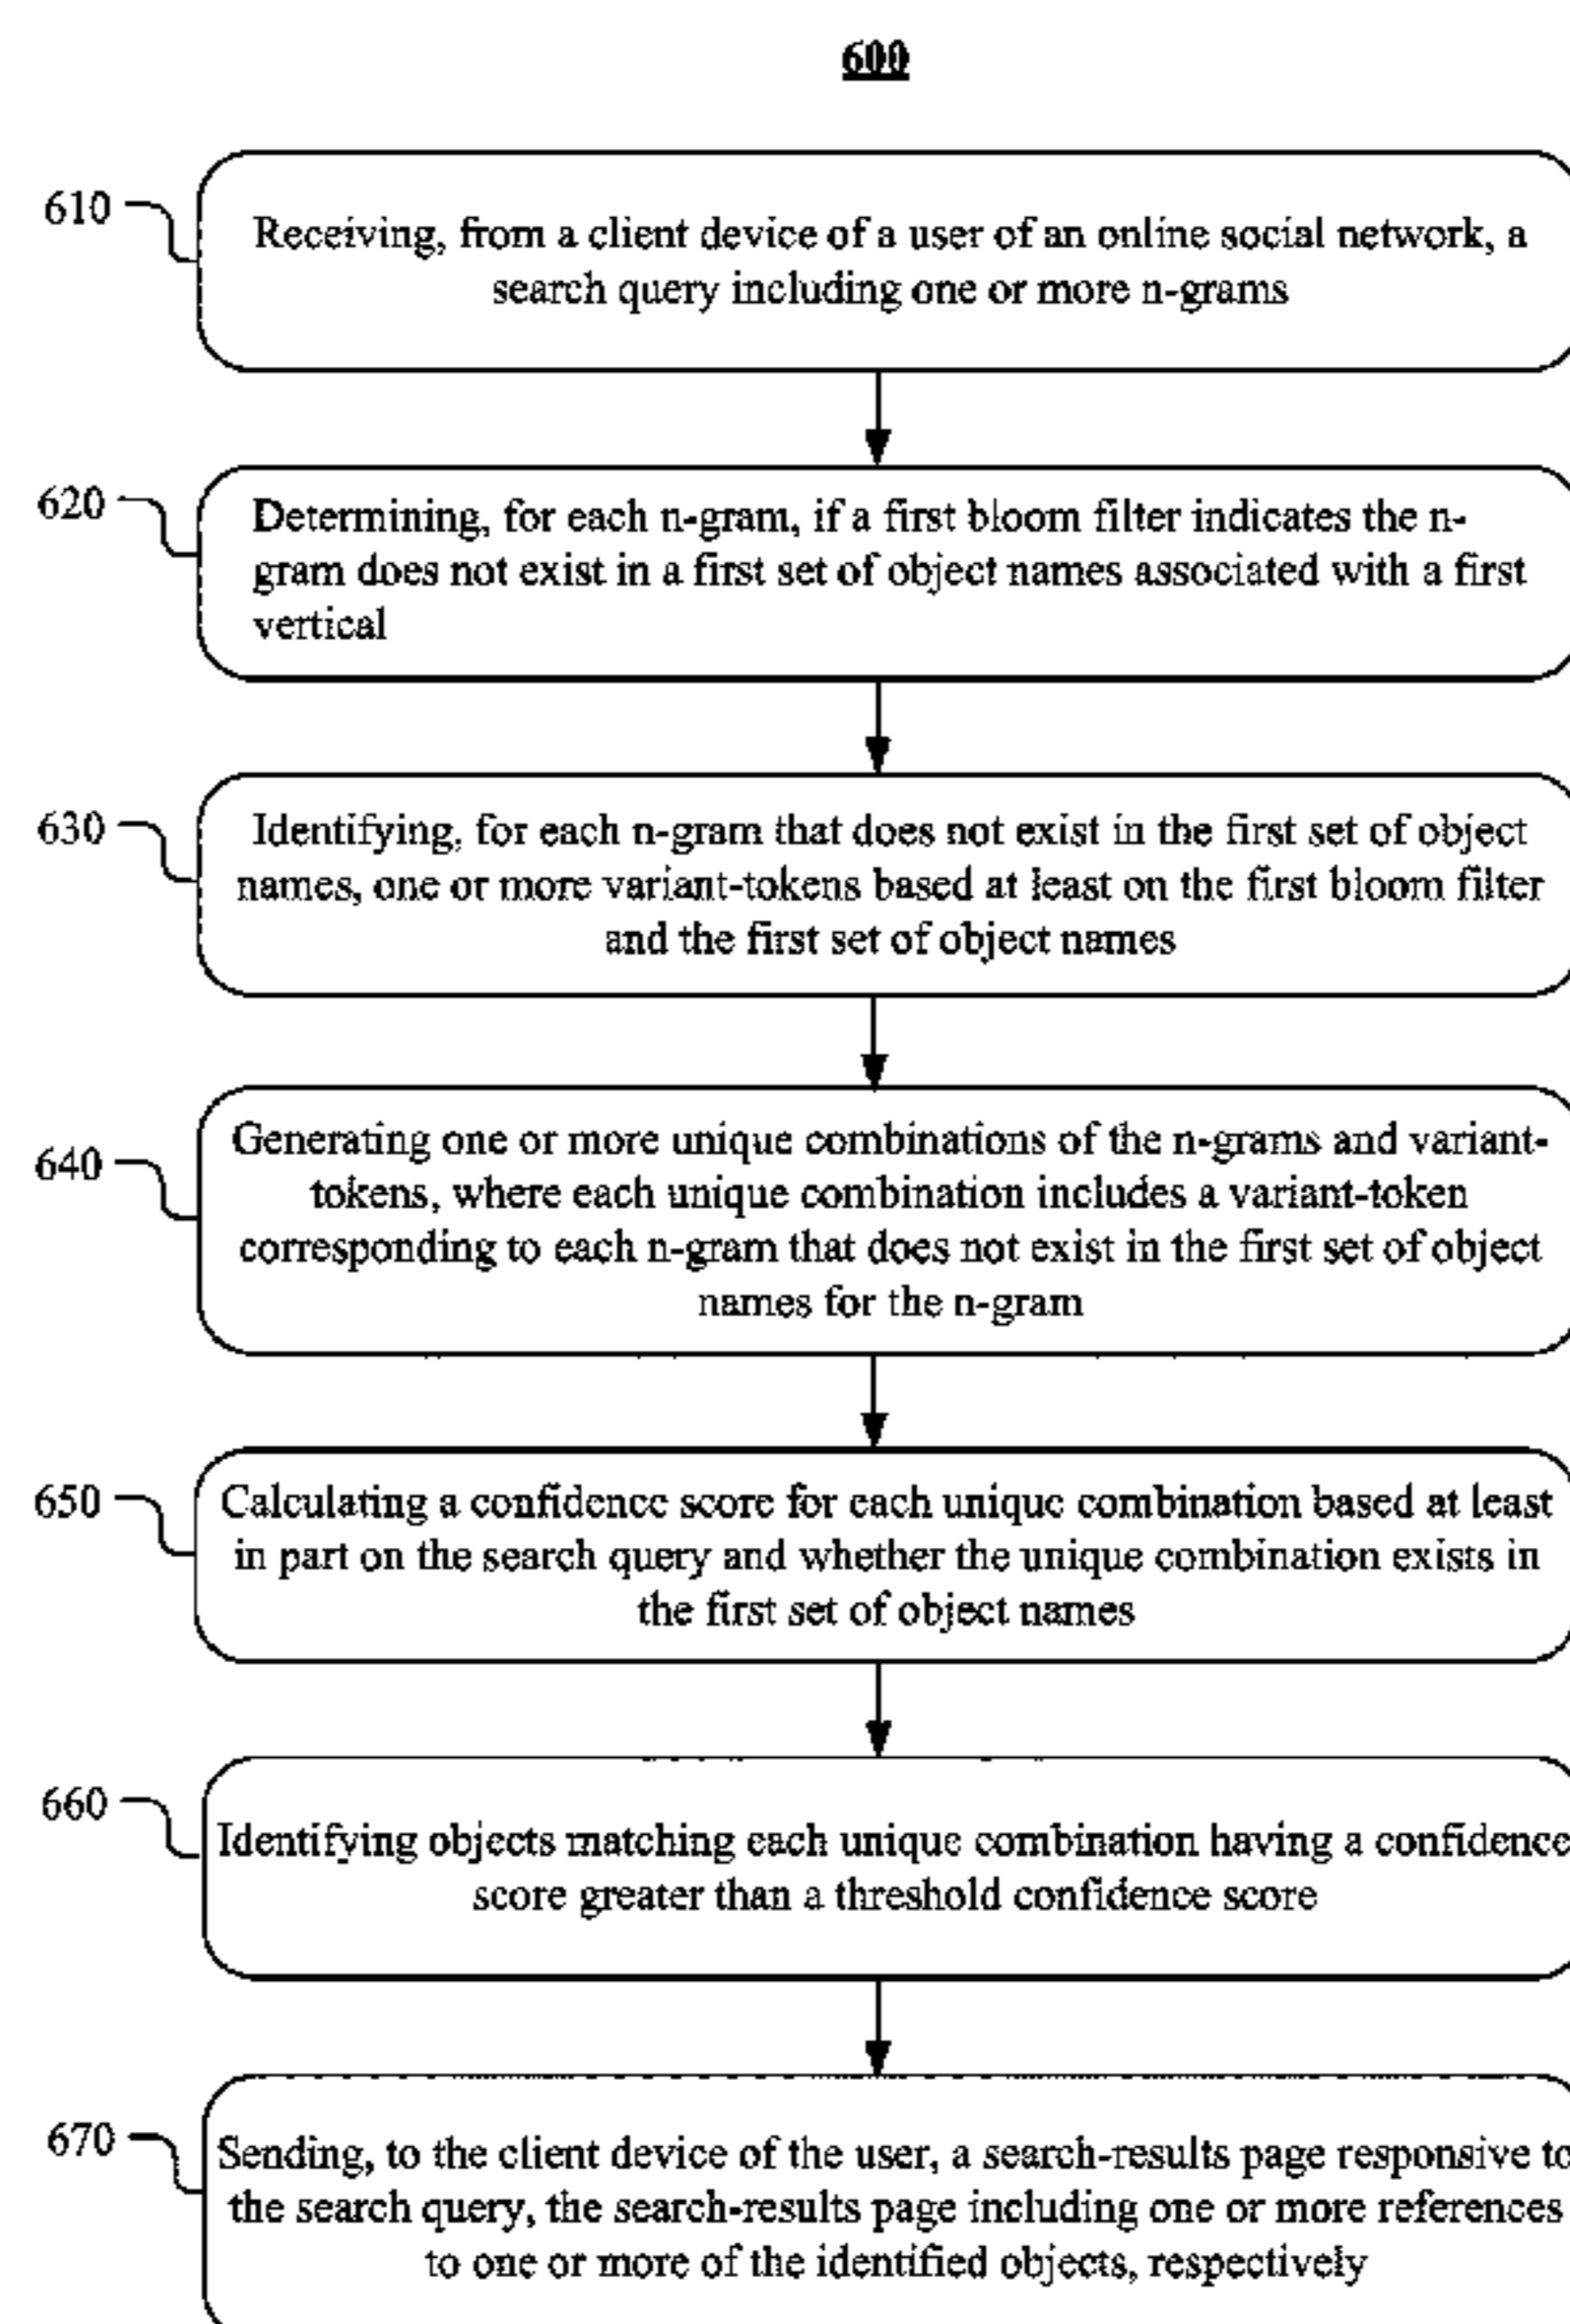 600
610
Receiving, from a client device of a user of an online social network, a
search query including one or more n-grams
620
Determining, for each n-gram, if a first bloom filter indicates the n-
gram does not exist in a first set of object names associated with a first
vertical
630
Identifying, for each n-gram that does not exist in the first set of object
names, one or more variant-tokens based at least on the first bloom filter
and the first set of object names
640
Generating one or more unique combinations of the n-grams and variant-
tokens, where each unique combination includes a variant-token
corresponding to each n-gram that does not exist in the first set of object
names for the n-gram
650
Calculating a confidence score for each unique combination based at least
in part on the search query and whether the unique combination exists in
the first set of object names
660
Identifying objects matching each unique combination having a confidence
score greater than a threshold confidence score
670
Sending, to the client device of the user, a search-results page responsive to
the search query, the search-results page including one or more references
to one or more of the identified objects, respectively